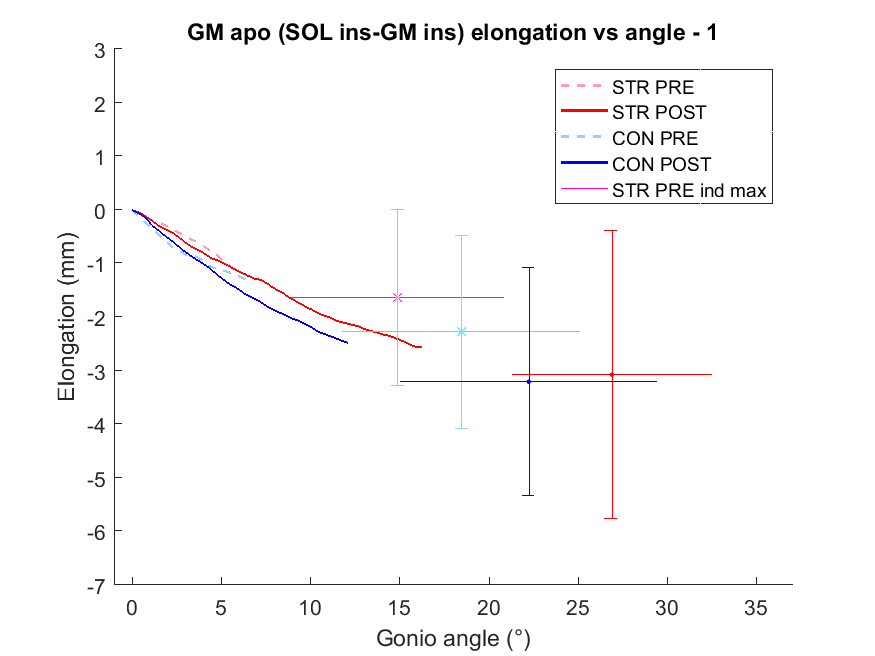 GM apo (SOL ins-GM ins) elongation vs angle - 1
3
2
1
0
-1
-2
-3
-4
-5
-6
-7
Elongation (mm)
STR PRE
STR POST
CON PRE
CON POST
STR PRE ind max
0 5 10 15 20 25 30 35
Gonio angle (°)